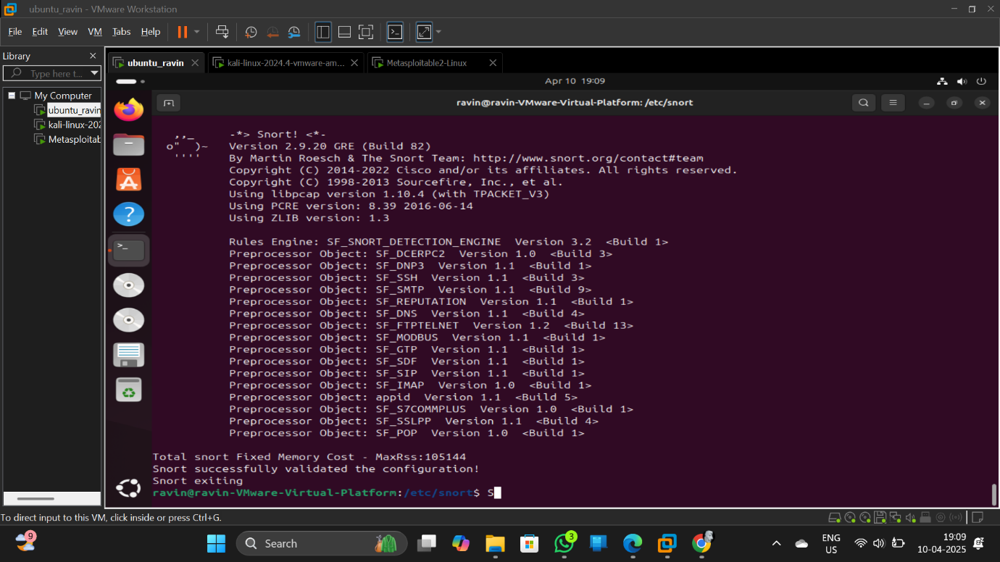 ubuntu_ravin - VMware Workstation
File Edit View VM Tabs Help
Library
Type here t...
ubuntu_ravin
kali-linux-2024.4-vmware-am...
Metasploitable2-Linux
My Computer
ubuntu_ravin
kali-linux-202
Metasploitab
Apr 10 19:09
ravin@ravin-VMware-Virtual-Platform: /etc/snort
,,_     -*> Snort! <*-
o"  )~   Version 2.9.20 GRE (Build 82)
''''    By Martin Roesch & The Snort Team: http://www.snort.org/contact#team
Copyright (C) 2014-2022 Cisco and/or its affiliates. All rights reserved.
Copyright (C) 1998-2013 Sourcefire, Inc., et al.
Using libpcap version 1.10.4 (with TPACKET_V3)
Using PCRE version: 8.39 2016-06-14
Using ZLIB version: 1.3
Rules Engine: SF_SNORT_DETECTION_ENGINE  Version 3.2  <Build 1>
Preprocessor Object: SF_DCERPC2  Version 1.0  <Build 3>
Preprocessor Object: SF_DNP3  Version 1.1  <Build 1>
Preprocessor Object: SF_SSH  Version 1.1  <Build 3>
Preprocessor Object: SF_SMTP  Version 1.1  <Build 9>
Preprocessor Object: SF_REPUTATION  Version 1.1  <Build 1>
Preprocessor Object: SF_DNS  Version 1.1  <Build 4>
Preprocessor Object: SF_FTPTELNET  Version 1.2  <Build 13>
Preprocessor Object: SF_MODBUS  Version 1.1  <Build 1>
Preprocessor Object: SF_GTP  Version 1.1  <Build 1>
Preprocessor Object: SF_SDF  Version 1.1  <Build 1>
Preprocessor Object: SF_SIP  Version 1.1  <Build 1>
Preprocessor Object: SF_IMAP  Version 1.0  <Build 1>
Preprocessor Object: appid  Version 1.1  <Build 5>
Preprocessor Object: SF_S7COMMPLUS  Version 1.0  <Build 1>
Preprocessor Object: SF_SSLPP  Version 1.1  <Build 4>
Preprocessor Object: SF_POP  Version 1.0  <Build 1>
Total snort Fixed Memory Cost - MaxRss:105144
Snort successfully validated the configuration!
Snort exiting
ravin@ravin-VMware-Virtual-Platform:/etc/snort$ S
To direct input to this VM, click inside or press Ctrl+G.
9
Search
3
ENG
US
19:09
10-04-2025